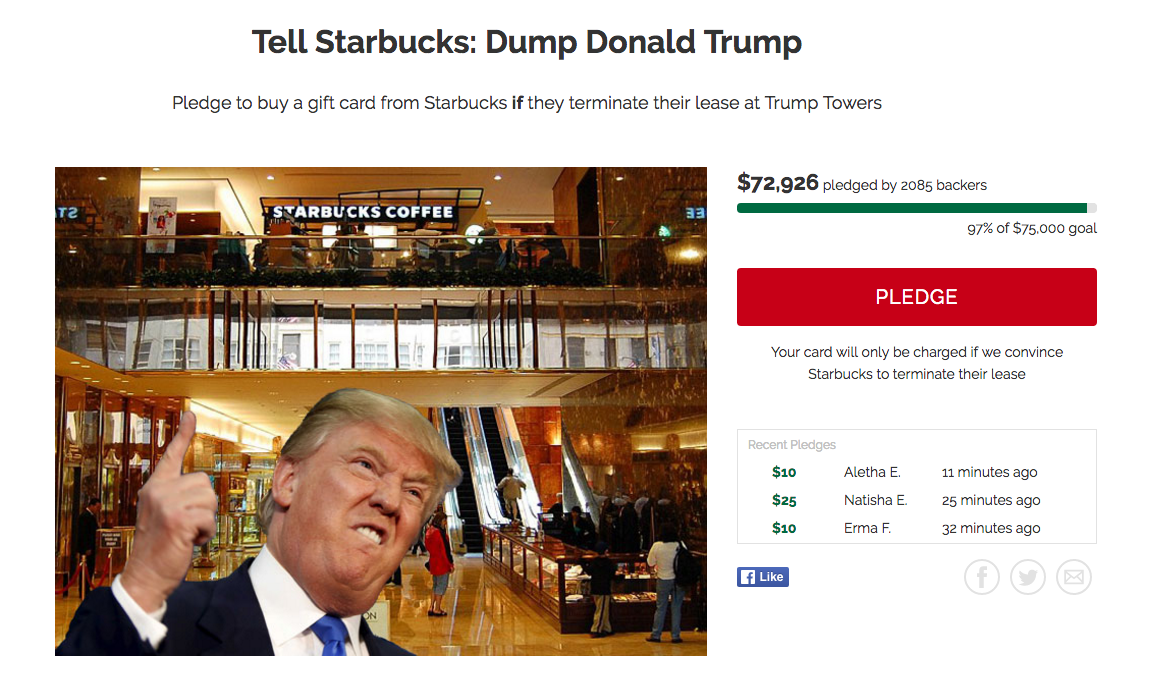 Tell Starbucks: Dump Donald Trump
Pledge to buy a gift card from Starbucks if they terminate their lease at Trump Towers
STARBUCKS COFFEE
$72,926 pledged by 2085 backers
97% of $75,000 goal
PLEDGE
Your card will only be charged if we convince
Starbucks to terminate their lease
Recent Pledges
$10 Aletha E. 11 minutes ago
$25 Natisha E. 25 minutes ago
$10 Erma F. 32 minutes ago
Like